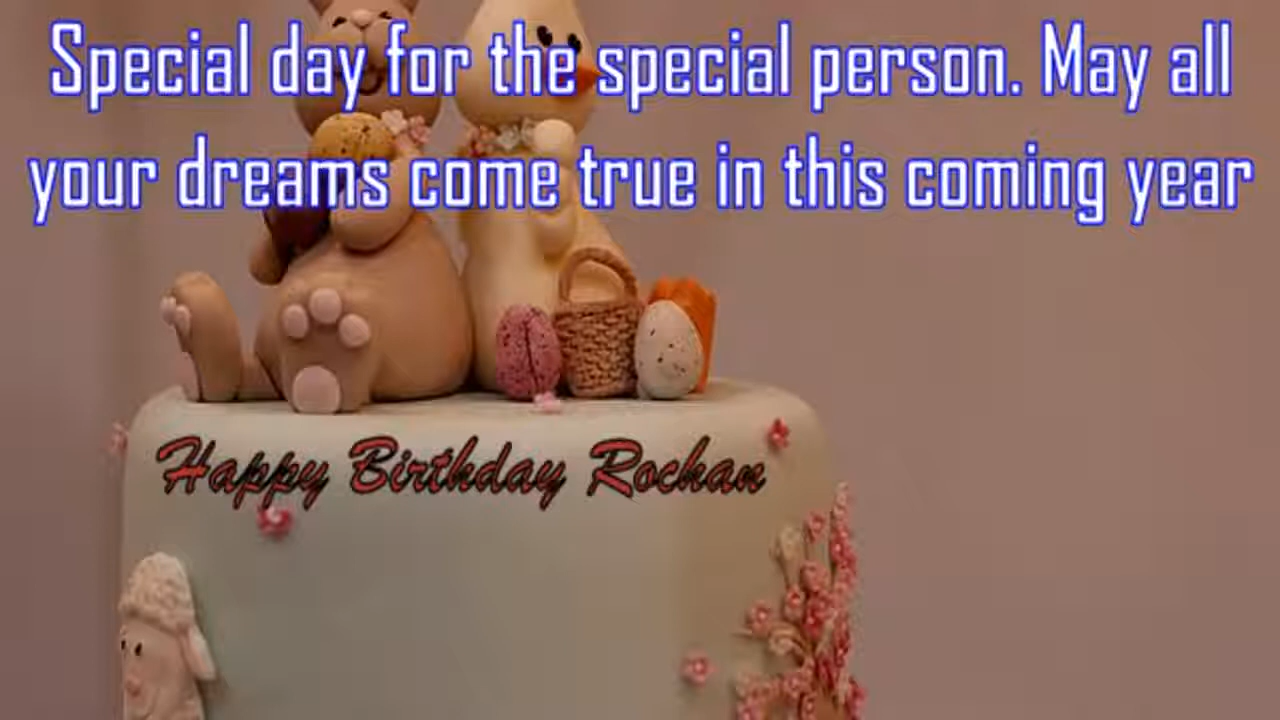 Special day for the special person. May all
your dreams come true in this coming year
Happy Birthday Rochan